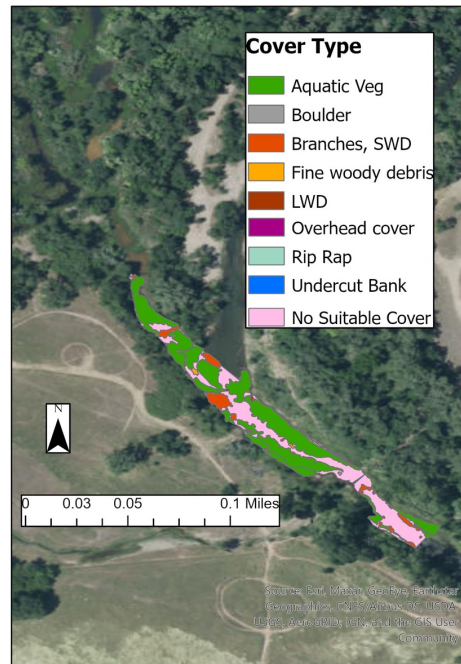 Cover Type
Aquatic Veg
Boulder
Branches, SWD
Fine woody debris
LWD
Overhead cover
Rip Rap
Undercut Bank
No Suitable Cover
N
0 0.03 0.05 0.1 Miles
Source: Esri, Maxar, GeoEye, Earthstar
Geographics, CNES/Airbus DS, USDA,
USGS, AeroGRID, IGN, and the GIS User
Community